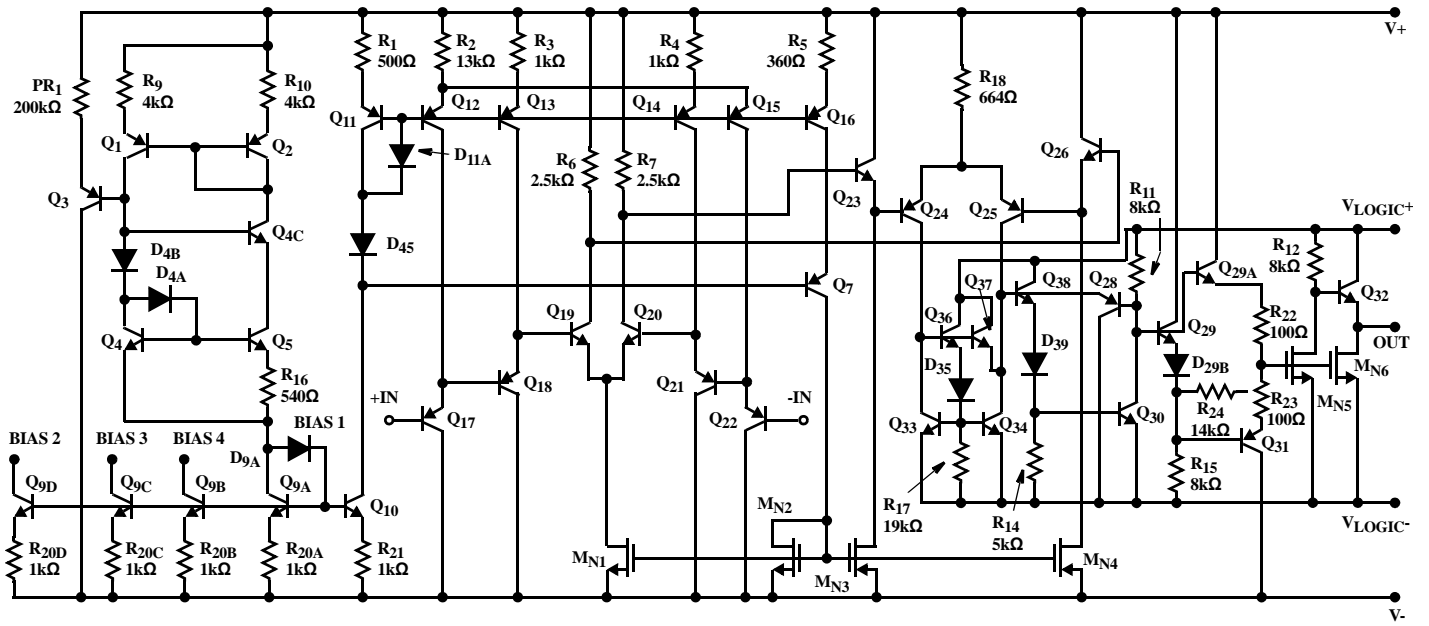 V+
PR1
200kΩ
R9
4kΩ
R10
4kΩ
R1
500Ω
R2
13kΩ
R3
1kΩ
R4
1kΩ
R5
360Ω
R18
664Ω
Q1
Q2
Q3
Q11
Q12
Q13
Q14
Q15
Q16
D11A
R6
2.5kΩ
R7
2.5kΩ
Q23
Q24
Q25
Q26
R11
8kΩ
VLOGIC+
Q4C
D4B
D4A
D45
Q7
Q37
Q38
Q28
Q29A
R12
8kΩ
Q32
Q4
Q5
Q19
Q20
Q36
D39
Q29
R22
100Ω
OUT
R16
540Ω
Q18
Q21
D35
D29B
MN5
MN6
+IN
Q17
Q22
-IN
Q33
Q34
Q30
R24
14kΩ
R23
100Ω
Q31
BIAS 2
BIAS 3
BIAS 4
BIAS 1
D9A
Q9D
Q9C
Q9B
Q9A
Q10
R17
19kΩ
R14
5kΩ
R15
8kΩ
VLOGIC-
R20D
1kΩ
R20C
1kΩ
R20B
1kΩ
R20A
1kΩ
R21
1kΩ
MN1
MN2
MN3
MN4
V-